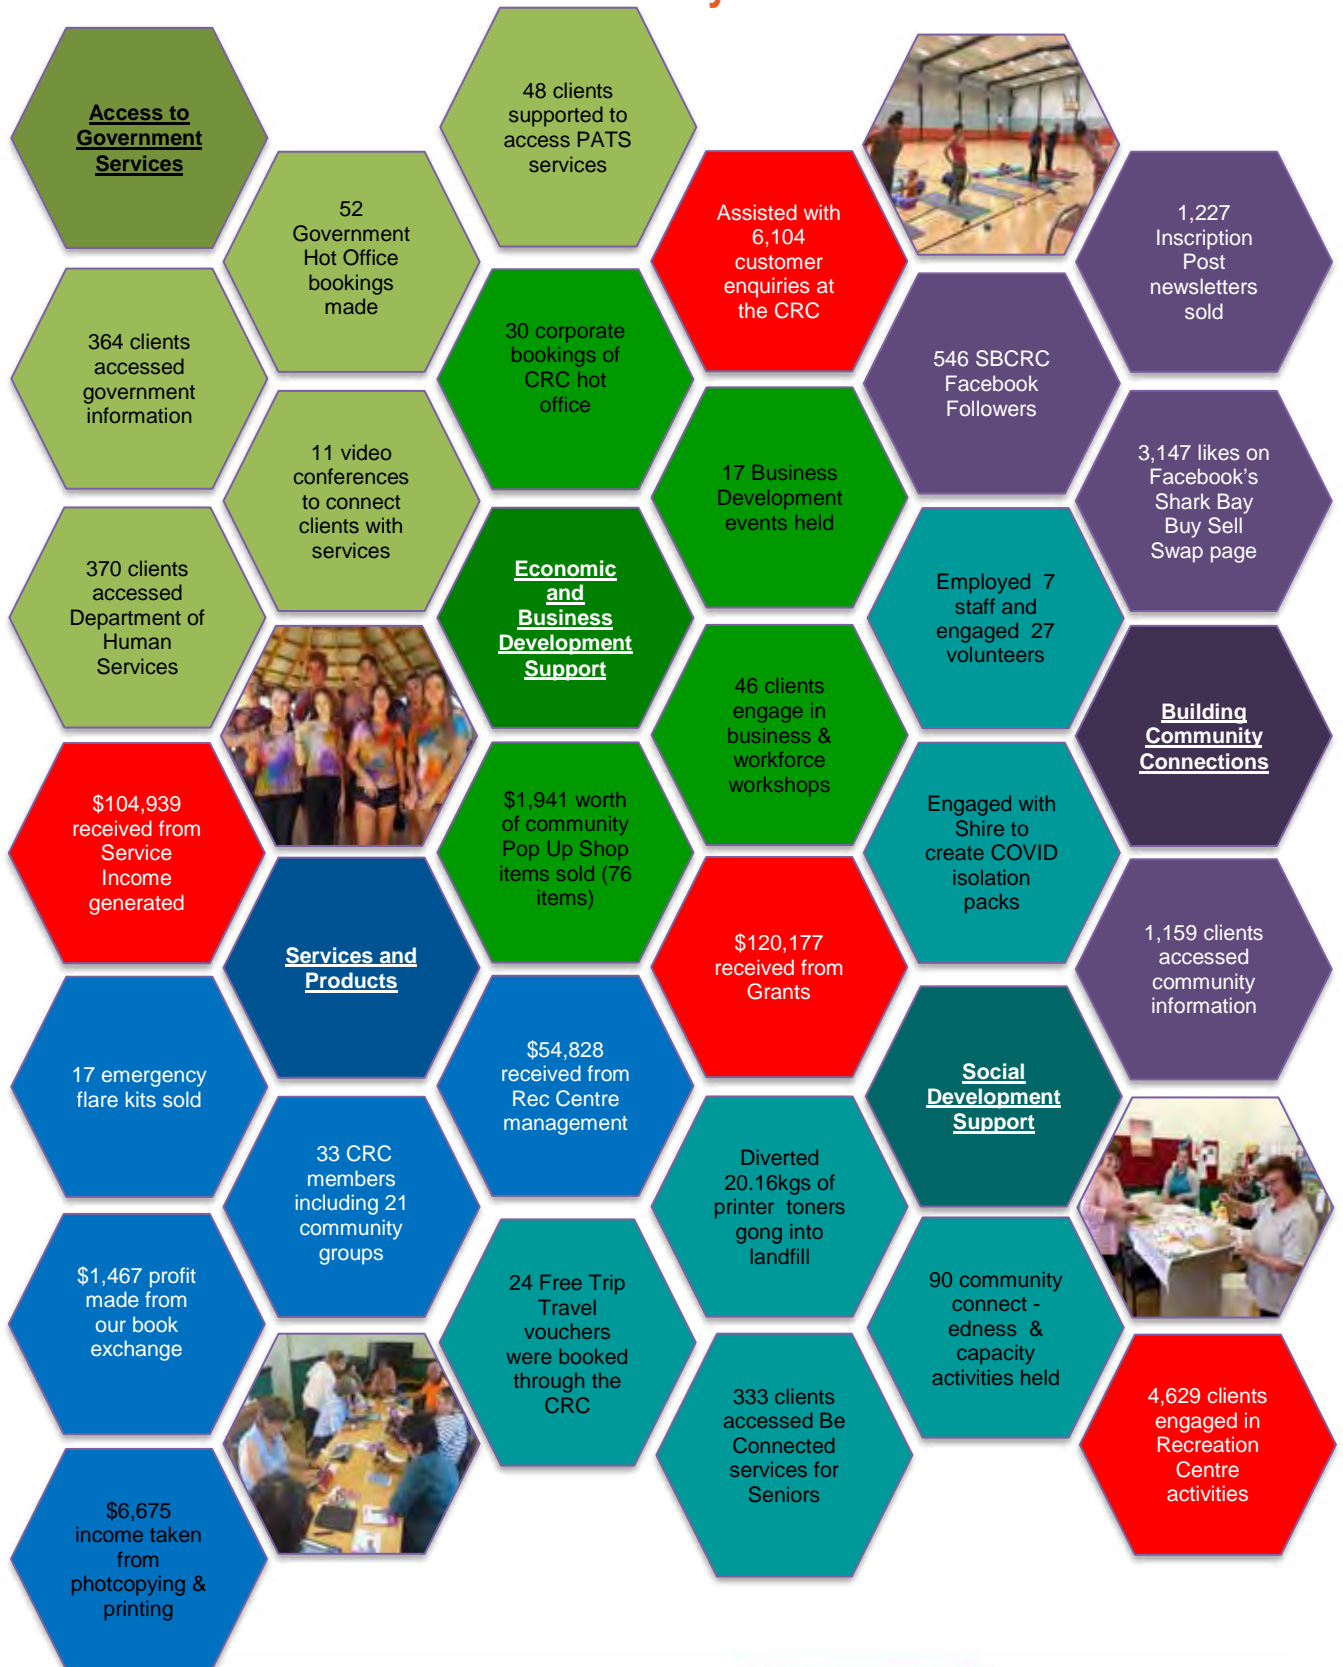 Access to
Government
Services
48 clients
supported to
access PATS
services
52
Government
Hot Office
bookings
made
Assisted with
6,104
customer
enquiries at
the CRC
1,227
Inscription
Post
newsletters
sold
364 clients
accessed
government
information
30 corporate
bookings of
CRC hot
office
546 SBCRC
Facebook
Followers
11 video
conferences
to connect
clients with
services
17 Business
Development
events held
3,147 likes on
Facebook's
Shark Bay
Buy Sell
Swap page
370 clients
accessed
Department of
Human
Services
Economic
and
Business
Development
Support
Employed 7
staff and
engaged 27
volunteers
46 clients
engage in
business &
workforce
workshops
Building
Community
Connections
$104,939
received from
Service
Income
generated
$1,941 worth
of community
Pop Up Shop
items sold (76
items)
Engaged with
Shire to
create COVID
isolation
packs
Services and
Products
$120,177
received from
Grants
1,159 clients
accessed
community
information
17 emergency
flare kits sold
$54,828
received from
Rec Centre
management
Social
Development
Support
33 CRC
members
including 21
community
groups
Diverted
20.16kgs of
printer toners
gong into
landfill
$1,467 profit
made from
our book
exchange
24 Free Trip
Travel
vouchers
were booked
through the
CRC
90 community
connect -
edness &
capacity
activities held
333 clients
accessed Be
Connected
services for
Seniors
4,629 clients
engaged in
Recreation
Centre
activities
$6,675
income taken
from
photcopying &
printing